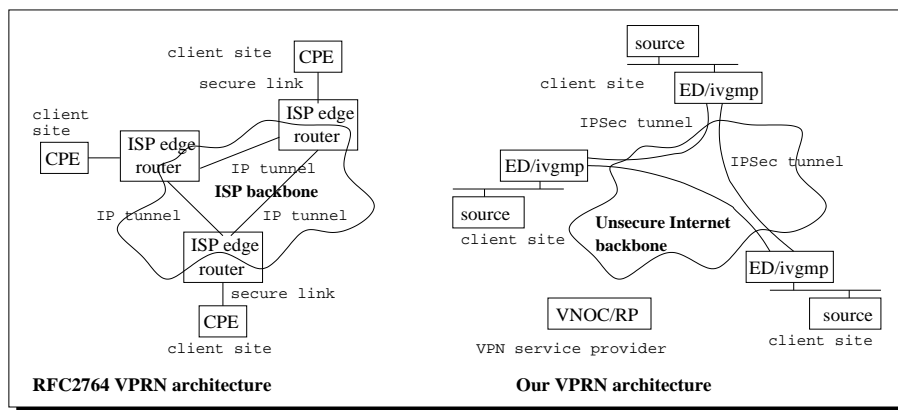 client site
CPE
secure link
ISP edge
router
client
site
CPE
ISP edge
router
IP tunnel
ISP backbone
IP tunnel
IP tunnel
ISP edge
router
secure link
CPE
client site
RFC2764 VPRN architecture
source
client site
ED/ivgmp
IPSec tunnel
ED/ivgmp
IPSec tunnel
source
client site
Unsecure Internet
backbone
ED/ivgmp
VNOC/RP
source
VPN service provider
client site
Our VPRN architecture